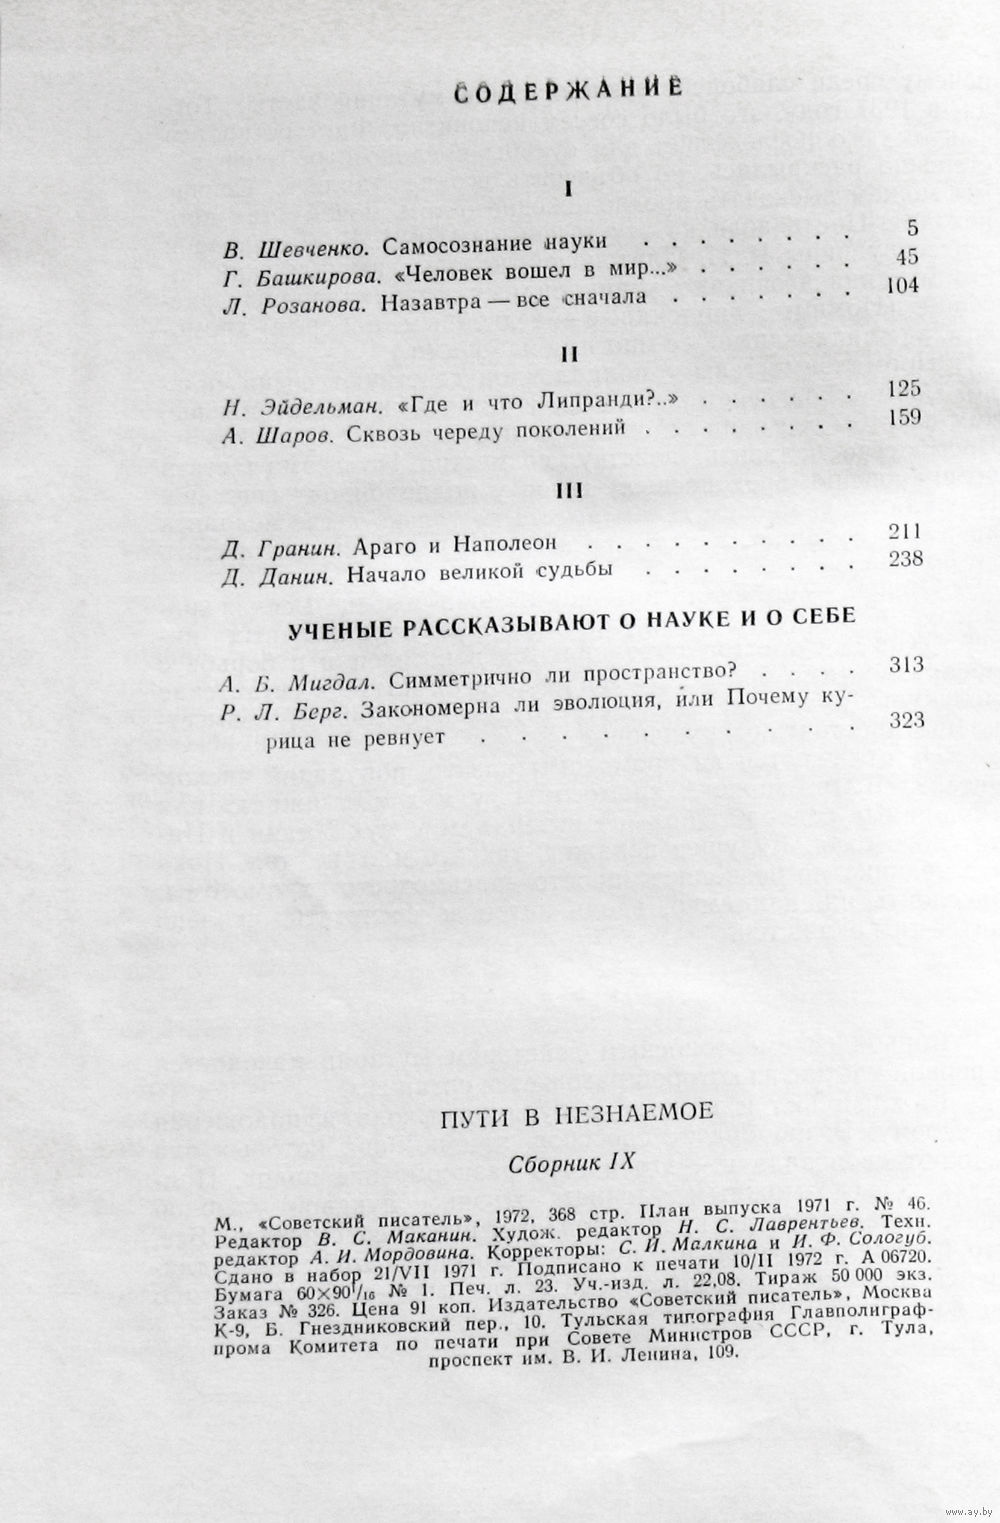 СОДЕРЖАНИЕ
I
В. Шевченко. Самосознание науки . . . . . . . . 5
Г. Башкирова. «Человек вошел в мир...» . . . . . . 45
Л. Розанова. Назавтра — все сначала . . . . . . . 104
II
Н. Эйдельман. «Где и что Липранди?..» . . . . . . 125
А. Шаров. Сквозь череду поколений . . . . . . . . 159
III
Д. Гранин. Араго и Наполеон . . . . . . . . . . 211
Д. Данин. Начало великой судьбы . . . . . . . . 238
УЧЕНЫЕ РАССКАЗЫВАЮТ О НАУКЕ И О СЕБЕ
А. Б. Мигдал. Симметрично ли пространство? . . . . 313
Р. Л. Берг. Закономерна ли эволюция, или Почему ку-
рица не ревнует . . . . . . . . . . 323
ПУТИ В НЕЗНАЕМОЕ
Сборник IX
М., «Советский писатель», 1972, 368 стр. План выпуска 1971 г. № 46.
Редактор В. С. Маканин. Худож. редактор Н. С. Лаврентьев. Техн.
редактор А. И. Мордовина. Корректоры: С. И. Малкина и И. Ф. Сологуб.
Сдано в набор 21/VII 1971 г. Подписано к печати 10/II 1972 г. А 06720.
Бумага 60×90¹/₁₆ № 1. Печ. л. 23. Уч.-изд. л. 22,08. Тираж 50 000 экз.
Заказ № 326. Цена 91 коп. Издательство «Советский писатель», Москва
К-9, Б. Гнездниковский пер., 10. Тульская типография Главполиграф-
прома Комитета по печати при Совете Министров СССР, г. Тула,
проспект им. В. И. Ленина, 109.
www.ay.by